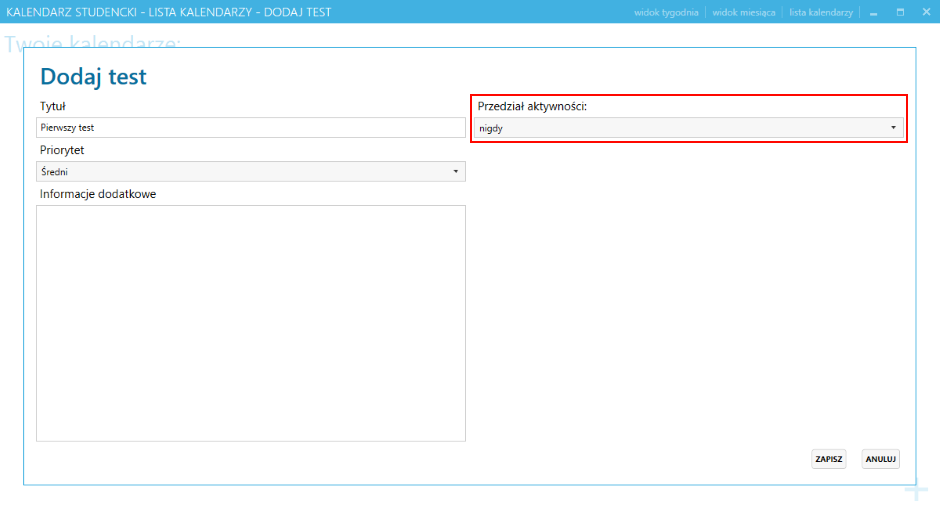 KALENDARZ STUDENCKI - LISTA KALENDARZY - DODAJ TEST
widok tygodnia
widok miesiąca
lista kalendarzy
Twoje kalendarze:
Dodaj test
Tytuł
Pierwszy test
Priorytet
Średni
Informacje dodatkowe
Przedział aktywności:
nigdy
ZAPISZ
ANULUJ